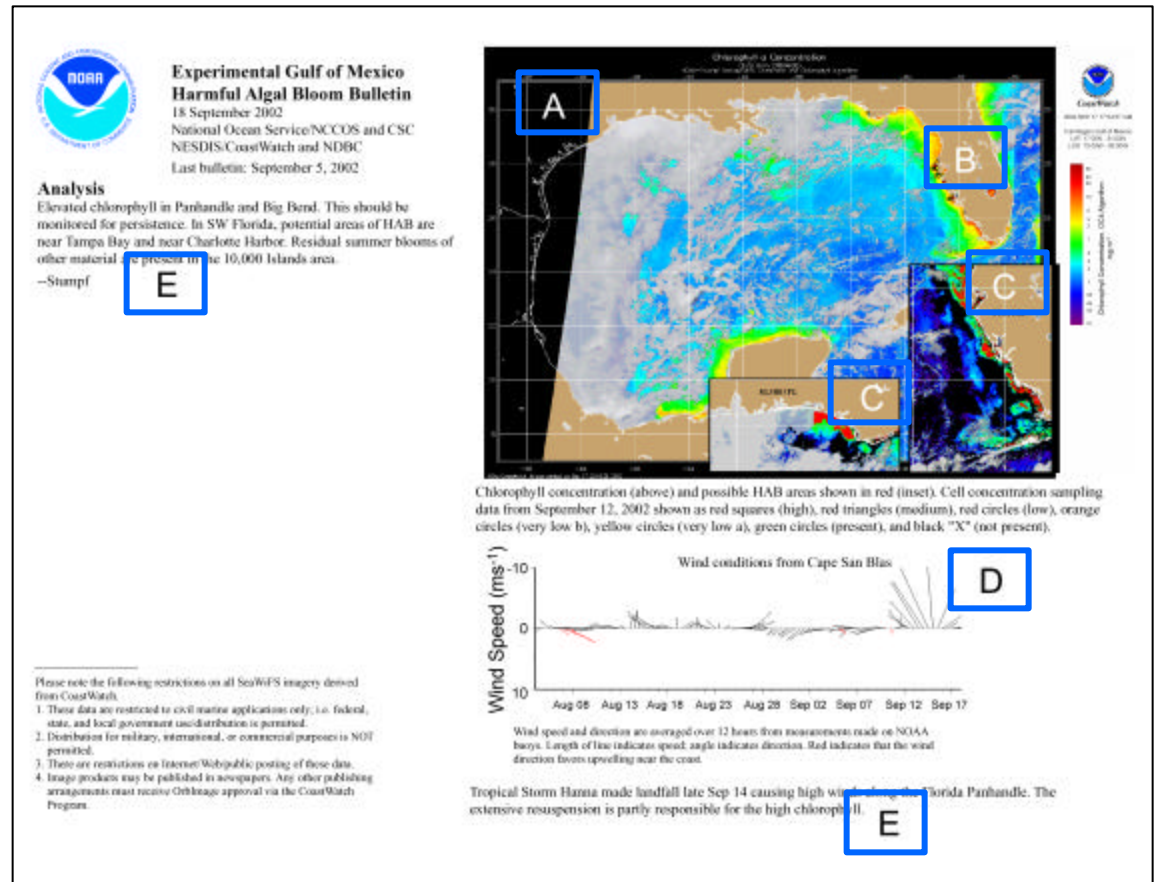 NOAA
Experimental Gulf of Mexico
Harmful Algal Bloom Bulletin
18 September 2002
National Ocean Service/NCCOS and CSC
NESDIS/CoastWatch and NDBC
Last bulletin: September 5, 2002
Analysis
Elevated chlorophyll in Panhandle and Big Bend. This should be
monitored for persistence. In SW Florida, potential areas of HAB are
near Tampa Bay and near Charlotte Harbor. Residual summer blooms of
other material are present in the 10,000 Islands area.
--Stumpf
E
Please note the following restrictions on all SeaWiFS imagery derived
from CoastWatch.
1. These data are restricted to civil marine applications only; i.e. federal,
state, and local government use/distribution is permitted.
2. Distribution for military, international, or commercial purposes is NOT
permitted.
3. There are restrictions on Internet/Web/public posting of these data.
4. Image products may be published in newspapers. Any other publishing
arrangements must receive OrbImage approval via the CoastWatch
Program.
Chlorophyll a Concentration
A
B
C
C
CoastWatch
Chlorophyll Concentration
Chlorophyll concentration (above) and possible HAB areas shown in red (inset). Cell concentration sampling
data from September 12, 2002 shown as red squares (high), red triangles (medium), red circles (low), orange
circles (very low b), yellow circles (very low a), green circles (present), and black "X" (not present).
Wind conditions from Cape San Blas
D
Wind Speed (ms-1)
-10
0
10
Aug 08 Aug 13 Aug 18 Aug 23 Aug 28 Sep 02 Sep 07 Sep 12 Sep 17
Wind speed and direction are averaged over 12 hours from measurements made on NOAA
buoys. Length of line indicates speed; angle indicates direction. Red indicates that the wind
direction favors upwelling near the coast.
Tropical Storm Hanna made landfall late Sep 14 causing high winds along the Florida Panhandle. The
extensive resuspension is partly responsible for the high chlorophyll.
E